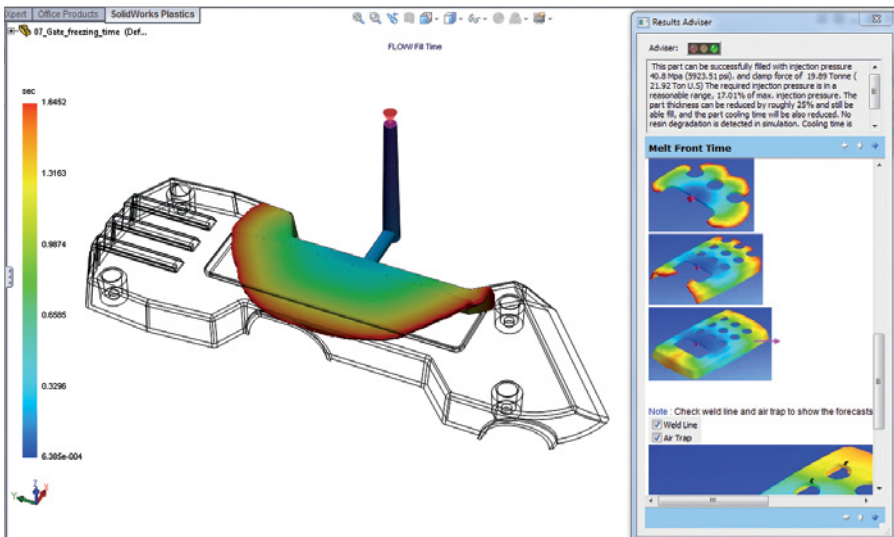 Xpert Office Products SolidWorks Plastics
07_Gate_freezing_time (Def...
FLOW/ Fill Time
sec
1.6452
1.3163
0.9874
0.6585
0.3296
6.385e-004
Z
Y
X
Results Adviser
Adviser:
This part can be successfully filled with injection pressure
40.8 Mpa (5923.51 psi). and clamp force of 19.89 Tonne (
21.92 Ton U.S) The required injection pressure is in a
reasonable range, 17.01% of max. injection pressure. The
part thickness can be reduced by roughly 25% and still be
able fill, and the part cooling time will be also reduced. No
resin degradation is detected in simulation. Cooling time is
Melt Front Time
Note : Check weld line and air trap to show the forecasts
Weld Line
Air Trap